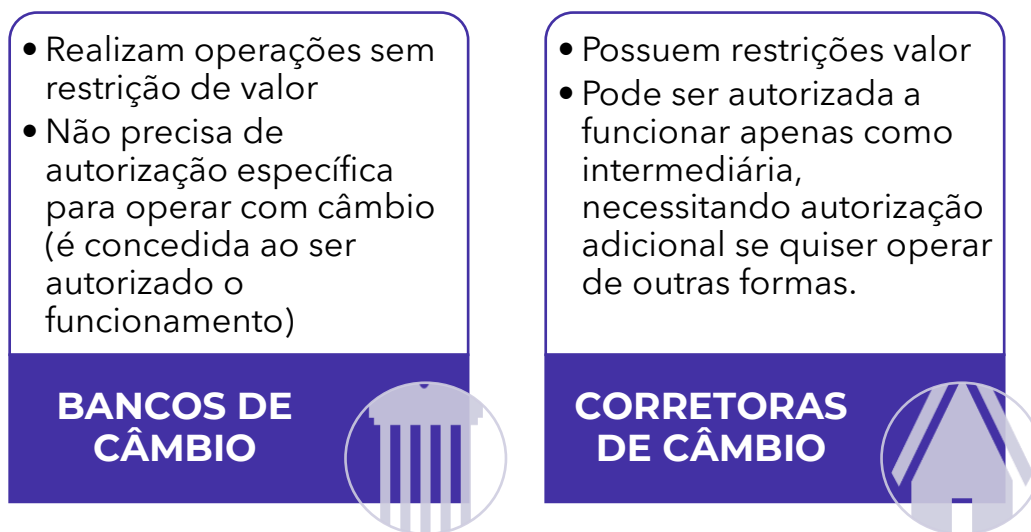 • Realizam operações sem
restrição de valor
• Não precisa de
autorização específica
para operar com câmbio
(é concedida ao ser
autorizado o
funcionamento)
BANCOS DE
CÂMBIO
• Possuem restrições valor
• Pode ser autorizada a
funcionar apenas como
intermediária,
necessitando autorização
adicional se quiser operar
de outras formas.
CORRETORAS
DE CÂMBIO